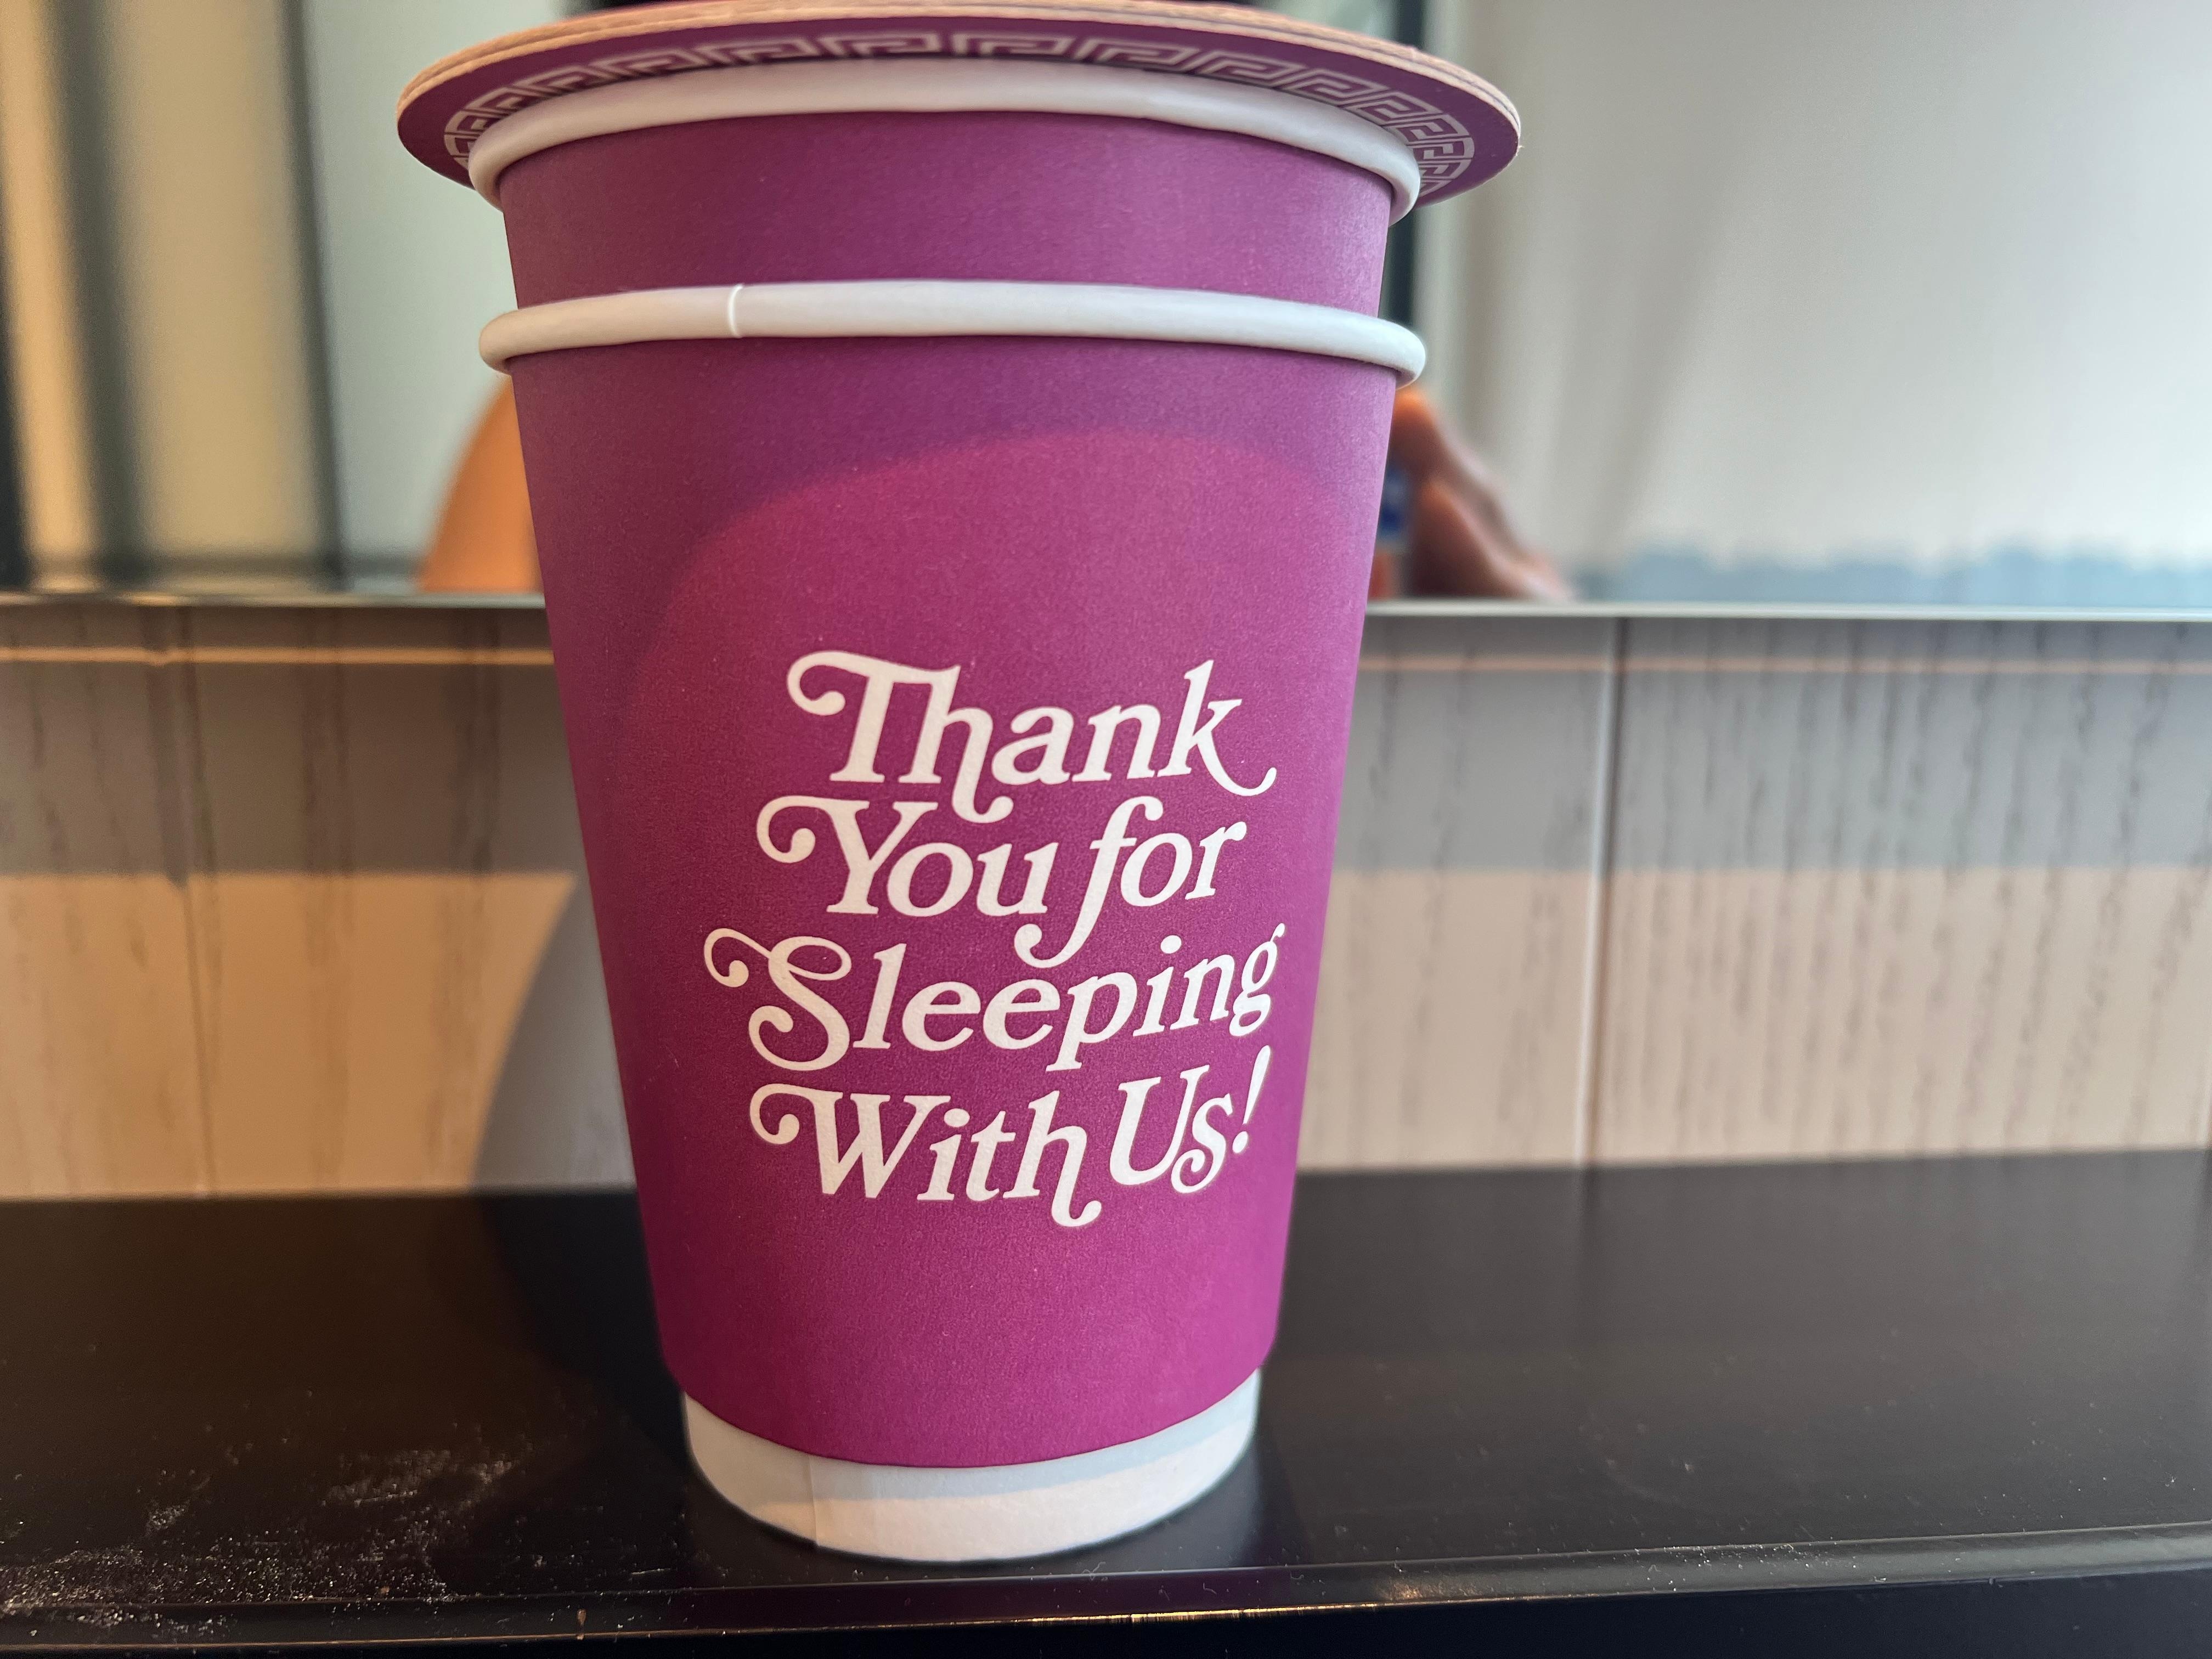 Thank
You for
Sleeping
With Us!